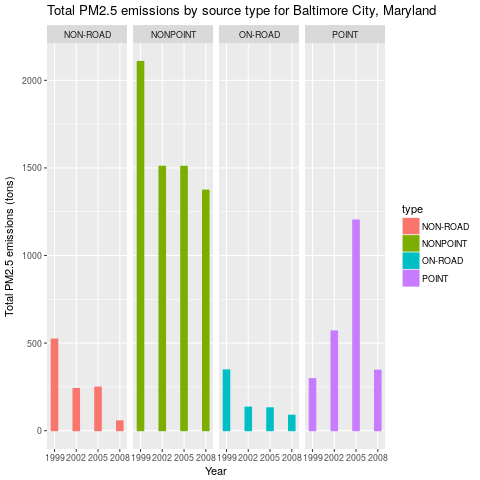 Total PM2.5 emissions by source type for Baltimore City, Maryland
NON-ROAD NONPOINT ON-ROAD POINT
2000
1500
1000
500
0
Total PM2.5 emissions (tons)
1999 2002 2005 2008 1999 2002 2005 2008 1999 2002 2005 2008 1999 2002 2005 2008
Year
type
NON-ROAD
NONPOINT
ON-ROAD
POINT